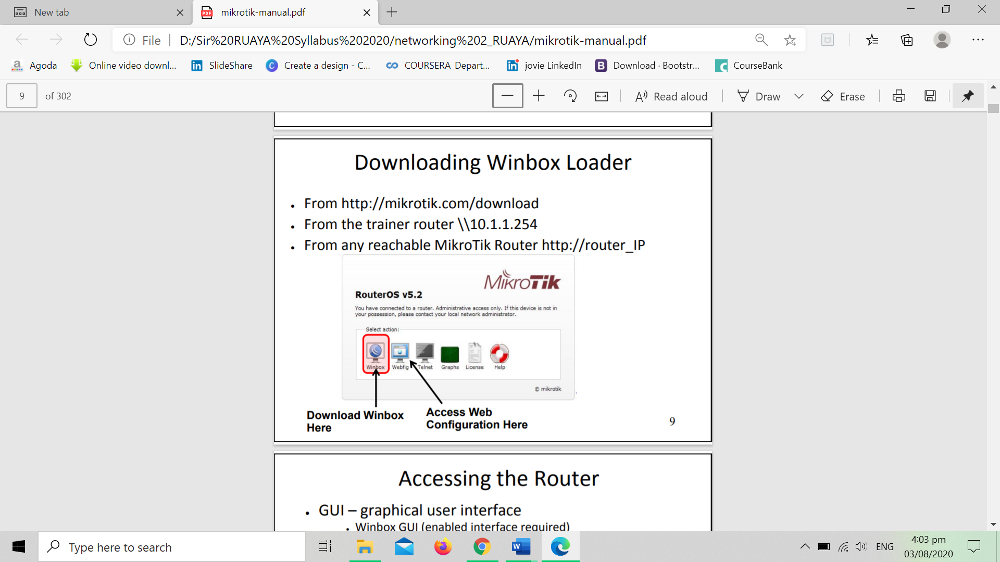 New tab
mikrotik-manual.pdf
File
D:/Sir%20RUAYA%20Syllabus%202020/networking%202_RUAYA/mikrotik-manual.pdf
Agoda
Online video downl...
SlideShare
Create a design - C...
COURSERA_Depart...
jovie LinkedIn
Download · Bootstr...
CourseBank
9 of 302
Read aloud
Draw
Erase
Downloading Winbox Loader
• From http://mikrotik.com/download
• From the trainer router \\10.1.1.254
• From any reachable MikroTik Router http://router_IP
MikroTik
RouterOS v5.2
You have connected to a router. Administrative access only. If this device is not in
your possession, please contact your local network administrator.
Select action:
Winbox
Webfig
Telnet
Graphs
License
Help
© mikrotik
Download Winbox
Here
Access Web
Configuration Here
9
Accessing the Router
• GUI – graphical user interface
• Winbox GUI (enabled interface required)
Type here to search
ENG
4:03 pm
03/08/2020